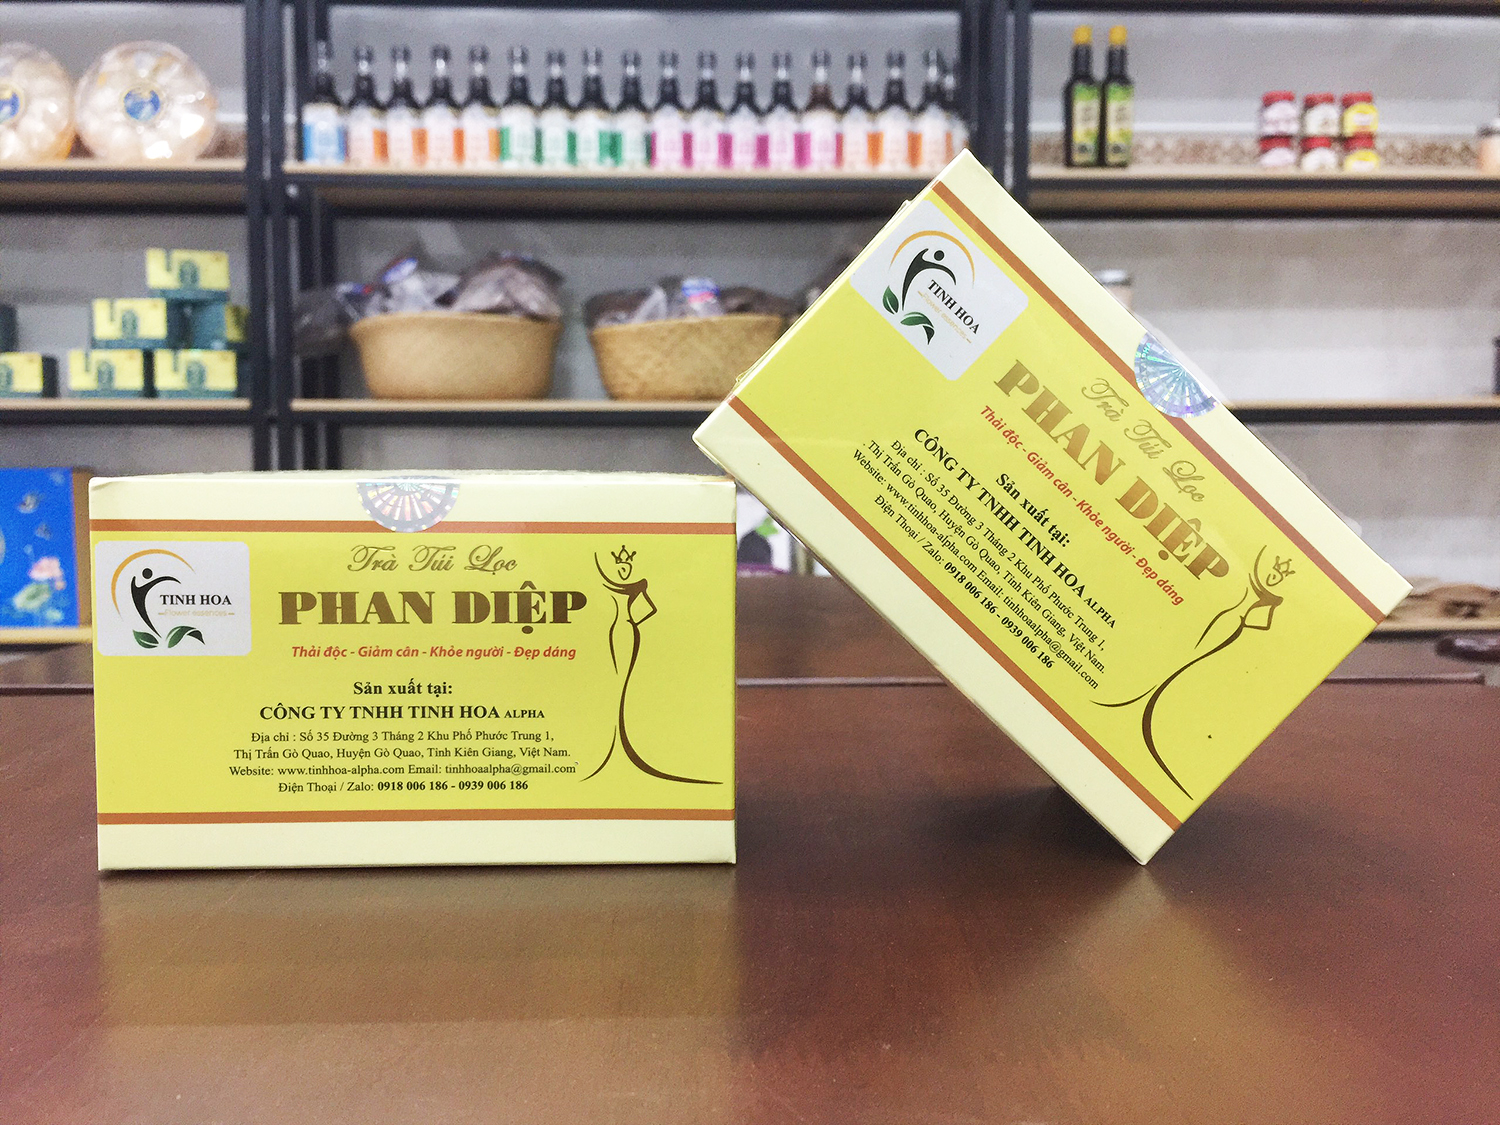 TINH HOA
Flower essences
Trà Túi Lọc
PHAN DIỆP
Thải độc - Giảm cân - Khỏe người - Đẹp dáng
Sản xuất tại:
CÔNG TY TNHH TINH HOA ALPHA
Địa chỉ : Số 35 Đường 3 Tháng 2 Khu Phố Phước Trung 1,
Thị Trấn Gò Quao, Huyện Gò Quao, Tỉnh Kiên Giang, Việt Nam.
Website: www.tinhhoa-alpha.com Email: tinhhoaalpha@gmail.com
Điện Thoại / Zalo: 0918 006 186 - 0939 006 186
TINH HOA
Flower essences
Trà Túi Lọc
PHAN DIỆP
Thải độc - Giảm cân - Khỏe người - Đẹp dáng
Sản xuất tại:
CÔNG TY TNHH TINH HOA ALPHA
Địa chỉ : Số 35 Đường 3 Tháng 2 Khu Phố Phước Trung 1,
Thị Trấn Gò Quao, Huyện Gò Quao, Tỉnh Kiên Giang, Việt Nam.
Website: www.tinhhoa-alpha.com Email: tinhhoaalpha@gmail.com
Điện Thoại / Zalo: 0918 006 186 - 0939 006 186